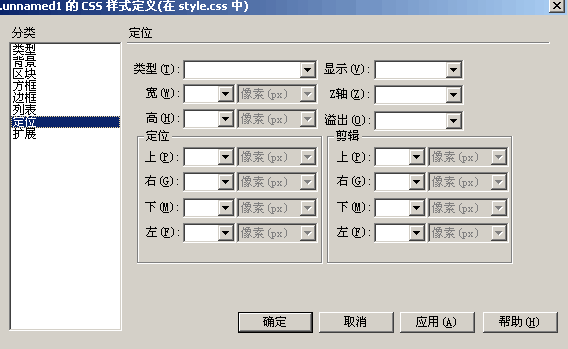 .unnamed1 的 CSS 样式定义(在 style.css 中)
分类 定位
类型
背景
区块
方框
边框
列表
定位
扩展
类型(T): 显示(V):
宽(W): 像素(px) Z轴(Z):
高(H): 像素(px) 溢出(O):
定位 剪辑
上(P): 像素(px) 上(P): 像素(px)
右(G): 像素(px) 右(G): 像素(px)
下(M): 像素(px) 下(M): 像素(px)
左(F): 像素(px) 左(F): 像素(px)
确定 取消 应用(A) 帮助(H)